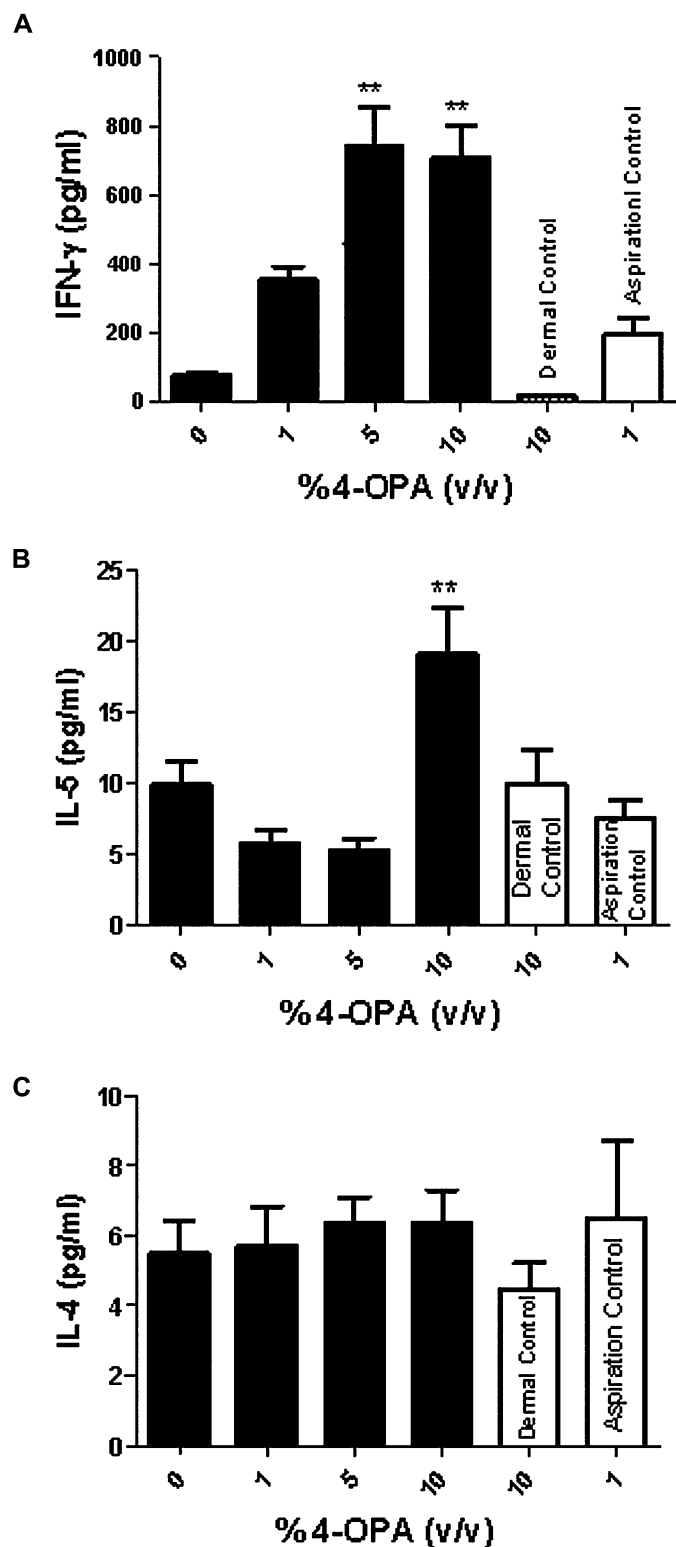 A
IFN-γ (pg/ml)
1000
800
600
400
200
0
**
**
Dermal Control
Aspirationl Control
0 1 5 10 10 1
%4-OPA (v/v)
B
IL-5 (pg/ml)
25
20
15
10
5
0
**
Dermal
Control
Aspiration
Control
0 1 5 10 10 1
%4-OPA (v/v)
C
IL-4 (pg/ml)
10
8
6
4
2
0
Dermal Control
Aspiration Control
0 1 5 10 10 1
%4-OPA (v/v)